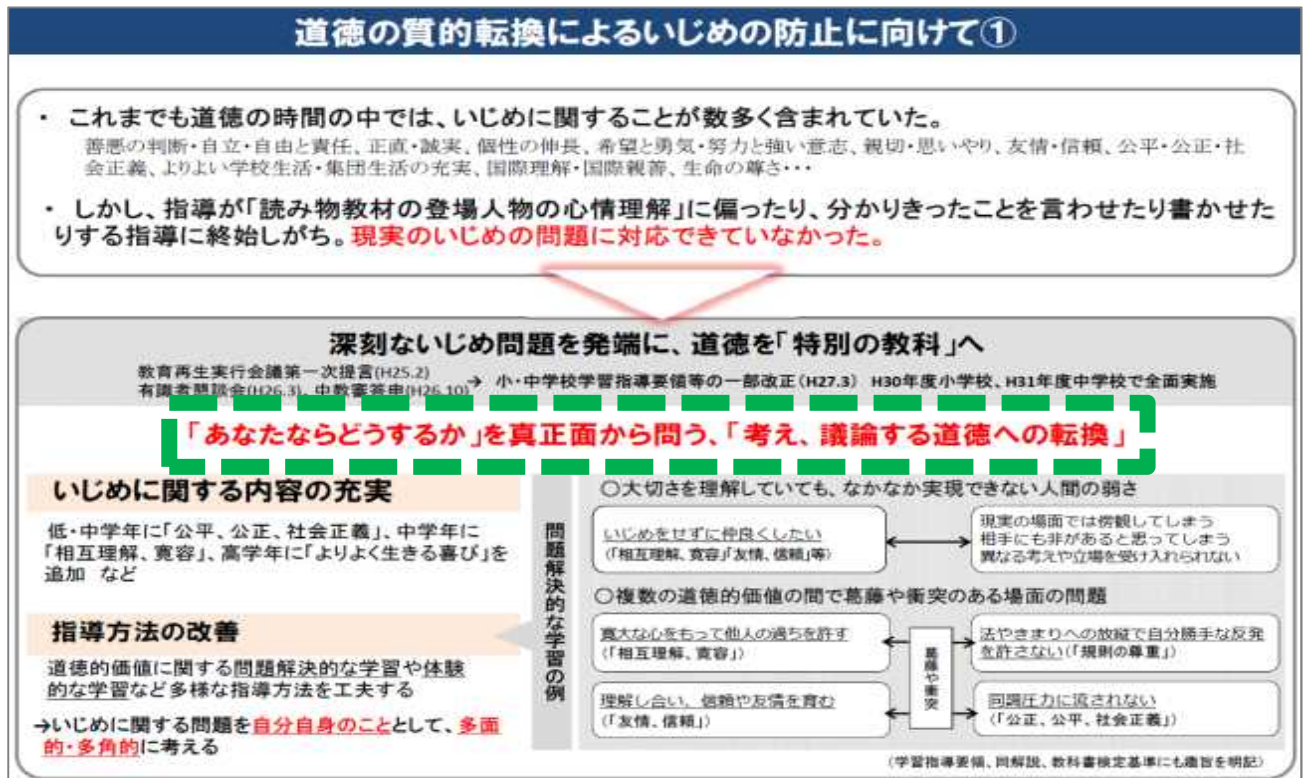 道徳の質的転換によるいじめの防止に向けて①
・ これまでも道徳の時間の中では、いじめに関することが数多く含まれていた。
善悪の判断・自立・自由と責任、正直・誠実、個性の伸長、希望と勇気・努力と強い意志、親切・思いやり、友情・信頼、公平・公正・社
会正義、よりよい学校生活・集団生活の充実、国際理解・国際親善、生命の尊さ・・・
・ しかし、指導が「読み物教材の登場人物の心情理解」に偏ったり、分かりきったことを言わせたり書かせた
りする指導に終始しがち。現実のいじめの問題に対応できていなかった。
深刻ないじめ問題を発端に、道徳を「特別の教科」へ
教育再生実行会議第一次提言(H25.2)
有識者懇談会(H26.3)、中教審答申(H26.10)
→ 小・中学校学習指導要領等の一部改正(H27.3) H30年度小学校、H31年度中学校で全面実施
「あなたならどうするか」を真正面から問う、「考え、議論する道徳への転換」
いじめに関する内容の充実
低・中学年に「公平、公正、社会正義」、中学年に
「相互理解、寛容」、高学年に「よりよく生きる喜び」を
追加 など
指導方法の改善
道徳的価値に関する問題解決的な学習や体験
的な学習など多様な指導方法を工夫する
→いじめに関する問題を自分自身のこととして、多面
的・多角的に考える
問題解決的な学習の例
○大切さを理解していても、なかなか実現できない人間の弱さ
いじめをせずに仲良くしたい
(「相互理解、寛容」「友情、信頼」等)
現実の場面では傍観してしまう
相手にも非があると思ってしまう
異なる考えや立場を受け入れられない
○複数の道徳的価値の間で葛藤や衝突のある場面の問題
寛大な心をもって他人の過ちを許す
(「相互理解、寛容」)
葛藤や衝突
法やきまりへの放縦で自分勝手な反発
を許さない(「規則の尊重」)
理解し合い、信頼や友情を育む
(「友情、信頼」)
同調圧力に流されない
(「公正、公平、社会正義」)
(学習指導要領、同解説、教科書検定基準にも趣旨を明記)